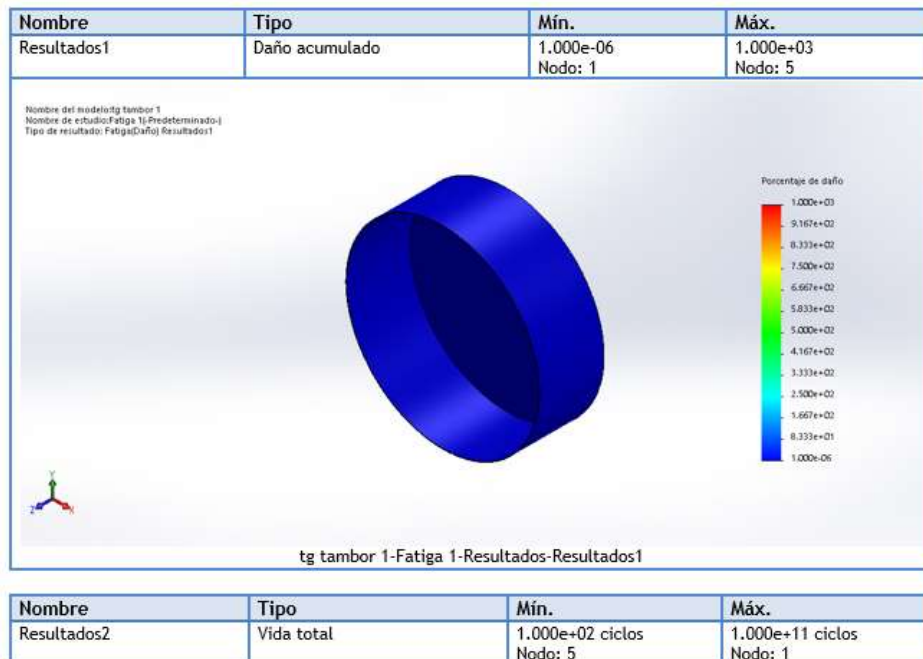 Nombre Tipo Mín. Máx.
Resultados1 Daño acumulado 1.000e-06 1.000e+03
Nodo: 1 Nodo: 5
Nombre del modelo:tg tambor 1
Nombre de estudio:Fatiga 1(-Predeterminado-)
Tipo de resultado: Fatiga(Daño) Resultados1
Porcentaje de daño
1.000e+03
9.167e+02
8.333e+02
7.500e+02
6.667e+02
5.833e+02
5.000e+02
4.167e+02
3.333e+02
2.500e+02
1.667e+02
8.333e+01
1.000e-06
Y
Z X
tg tambor 1-Fatiga 1-Resultados-Resultados1
Nombre Tipo Mín. Máx.
Resultados2 Vida total 1.000e+02 ciclos 1.000e+11 ciclos
Nodo: 5 Nodo: 1